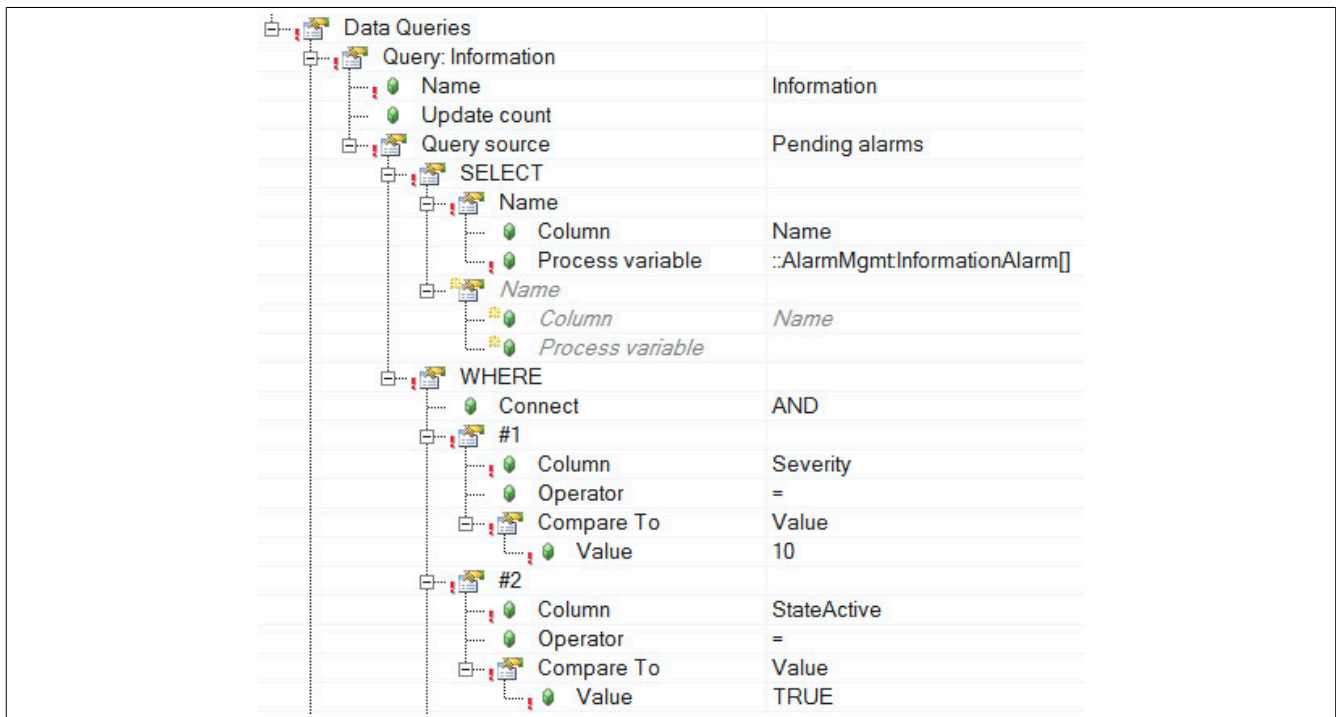 Data Queries
Query: Information
Name Information
Update count
Query source Pending alarms
SELECT
Name
Column Name
Process variable ::AlarmMgmt:InformationAlarm[]
Name
Column Name
Process variable
WHERE
Connect AND
#1
Column Severity
Operator =
Compare To Value
Value 10
#2
Column StateActive
Operator =
Compare To Value
Value TRUE